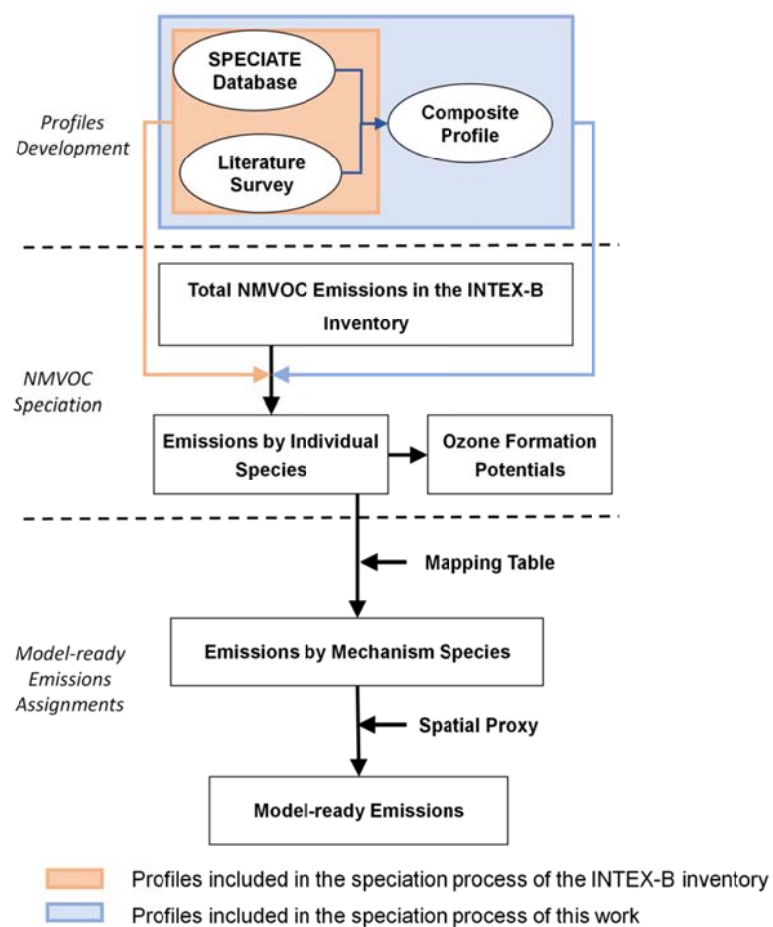 SPECIATE
Database
Composite
Profile
Literature
Survey
Profiles
Development
Total NMVOC Emissions in the INTEX-B
Inventory
NMVOC
Speciation
Emissions by Individual
Species
Ozone Formation
Potentials
Mapping Table
Emissions by Mechanism Species
Model-ready
Emissions
Assignments
Spatial Proxy
Model-ready Emissions
Profiles included in the speciation process of the INTEX-B inventory
Profiles included in the speciation process of this work